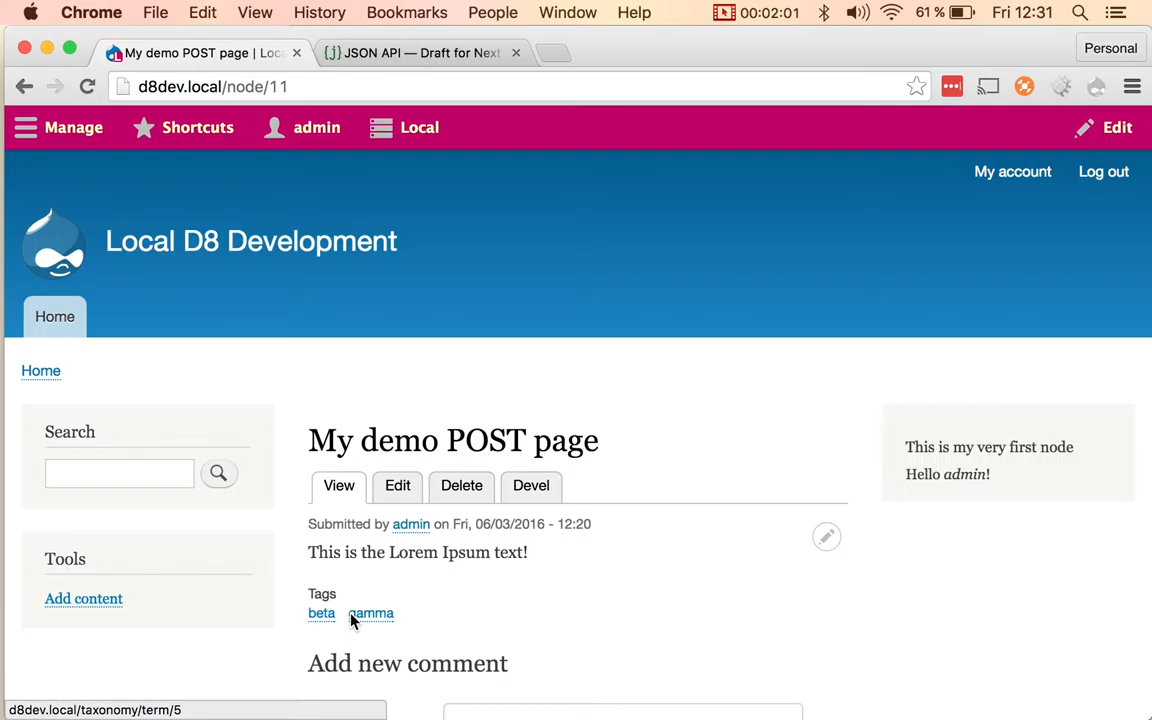 Chrome File Edit View History Bookmarks People Window Help 00:02:01 61% Fri 12:31
My demo POST page | Loca {j} JSON API — Draft for Next Personal
d8dev.local/node/11
Manage Shortcuts admin Local Edit
My account Log out
Local D8 Development
Home
Home
Search
Tools
Add content
My demo POST page
View Edit Delete Devel
Submitted by admin on Fri, 06/03/2016 - 12:20
This is the Lorem Ipsum text!
Tags
beta gamma
Add new comment
This is my very first node
Hello admin!
d8dev.local/taxonomy/term/5